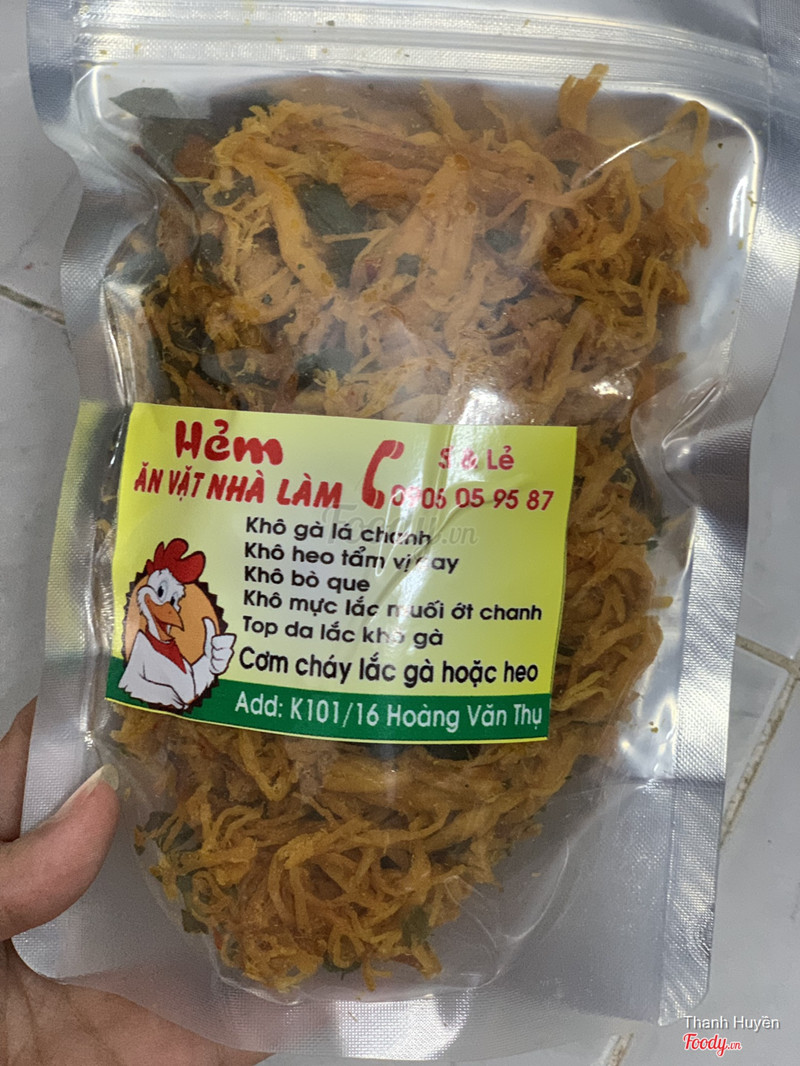 Hẻm
ĂN VẶT NHÀ LÀM
S & Lẻ
0905 05 95 87
Khô gà lá chanh
Khô heo tẩm vị cay
Khô bò que
Khô mực lắc muối ớt chanh
Top da lắc khô gà
Cơm cháy lắc gà hoặc heo
Add: K101/16 Hoàng Văn Thụ
Foody.vn
Thanh Huyền
Foody.vn